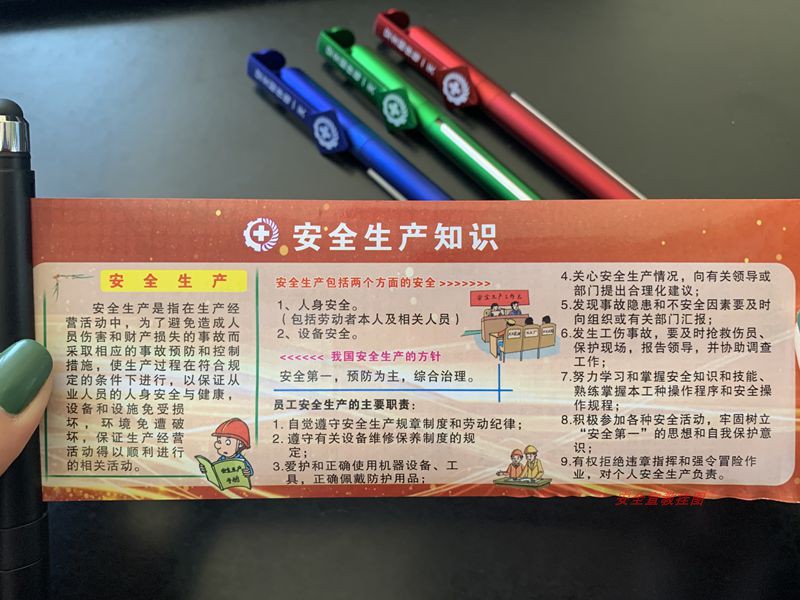 安全生产知识
安全生产
安全生产是指在生产经
营活动中，为了避免造成人
员伤害和财产损失的事故而
采取相应的事故预防和控制
措施，使生产过程在符合规
定的条件下进行，以保证从
业人员的人身安全与健康，
设备和设施免受损
坏，环境免遭破
坏，保证生产经营
活动得以顺利进行
的相关活动。
安全生产
手册
安全生产包括两个方面的安全>>>>>>>
1、人身安全。
（包括劳动者本人及相关人员）
2、设备安全。
安全生产工作会
<<<<<< 我国安全生产的方针
安全第一，预防为主，综合治理。
员工安全生产的主要职责：
1. 自觉遵守安全生产规章制度和劳动纪律；
2. 遵守有关设备维修保养制度的规
定；
3. 爱护和正确使用机器设备、工
具，正确佩戴防护用品；
4. 关心安全生产情况，向有关领导或
部门提出合理化建议；
5. 发现事故隐患和不安全因素要及时
向组织或有关部门汇报；
6. 发生工伤事故，要及时抢救伤员、
保护现场，报告领导，并协助调查
工作；
7. 努力学习和掌握安全知识和技能、
熟练掌握本工种操作程序和安全操
作规程；
8. 积极参加各种安全活动，牢固树立
“安全第一”的思想和自我保护意
识；
9. 有权拒绝违章指挥和强令冒险作
业，对个人安全生产负责。